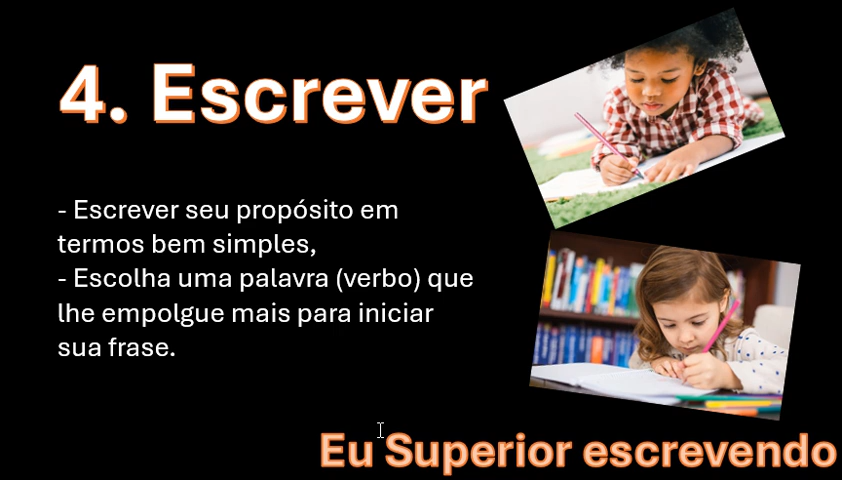 4. Escrever
- Escrever seu propósito em
termos bem simples,
- Escolha uma palavra (verbo) que
lhe empolgue mais para iniciar
sua frase.
Eu Superior escrevendo